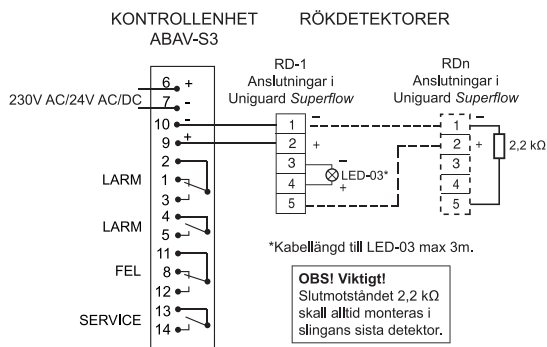 KONTROLLENHET
ABAV-S3
RÖKDETEKTORER
230V AC/24V AC/DC
6 +
7 -
10 -
9 +
2
LARM 1
3
4
LARM 5
11
FEL 8
12
13
SERVICE 14
RD-1
Anslutningar i
Uniguard Superflow
1 -
2 +
3 -
LED-03*
4 +
5
RDn
Anslutningar i
Uniguard Superflow
1 -
2 +
3
4
5
2,2 kΩ
*Kabellängd till LED-03 max 3m.
OBS! Viktigt!
Slutmotståndet 2,2 kΩ
skall alltid monteras i
slingans sista detektor.